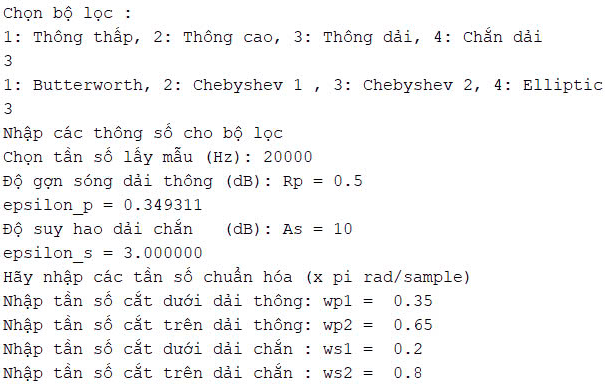 Chọn bộ lọc :
1: Thông thấp, 2: Thông cao, 3: Thông dải, 4: Chắn dải
3
1: Butterworth, 2: Chebyshev 1 , 3: Chebyshev 2, 4: Elliptic
3
Nhập các thông số cho bộ lọc
Chọn tần số lấy mẫu (Hz): 20000
Độ gợn sóng dải thông (dB): Rp = 0.5
epsilon_p = 0.349311
Độ suy hao dải chắn   (dB): As = 10
epsilon_s = 3.000000
Hãy nhập các tần số chuẩn hóa (x pi rad/sample)
Nhập tần số cắt dưới dải thông: wp1 =  0.35
Nhập tần số cắt trên dải thông: wp2 =  0.65
Nhập tần số cắt dưới dải chắn : ws1 =  0.2
Nhập tần số cắt trên dải chắn : ws2 =  0.8